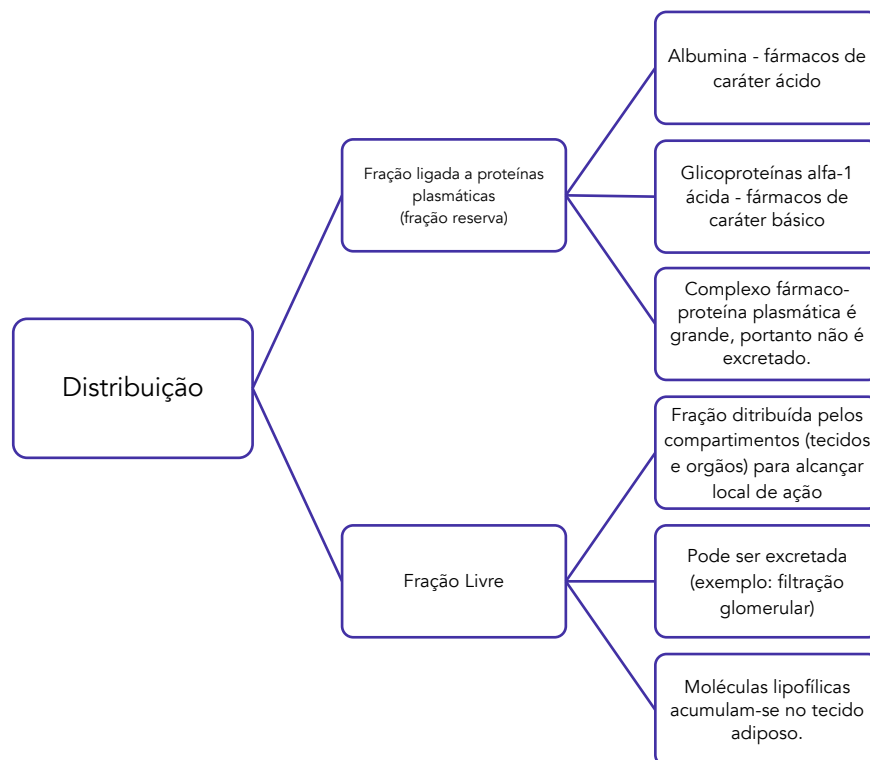 Distribuição
Fração ligada a proteínas
plasmáticas
(fração reserva)
Albumina - fármacos de
caráter ácido
Glicoproteínas alfa-1
ácida - fármacos de
caráter básico
Complexo fármaco-
proteína plasmática é
grande, portanto não é
excretado.
Fração Livre
Fração ditribuída pelos
compartimentos (tecidos
e orgãos) para alcançar
local de ação
Pode ser excretada
(exemplo: filtração
glomerular)
Moléculas lipofílicas
acumulam-se no tecido
adiposo.